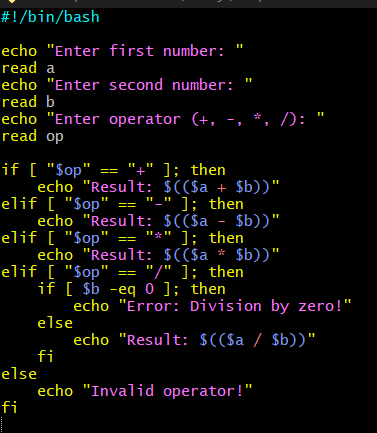 #!/bin/bash

echo "Enter first number: "
read a
echo "Enter second number: "
read b
echo "Enter operator (+, -, *, /): "
read op

if [ "$op" == "+" ]; then
    echo "Result: $(($a + $b))"
elif [ "$op" == "-" ]; then
    echo "Result: $(($a - $b))"
elif [ "$op" == "*" ]; then
    echo "Result: $(($a * $b))"
elif [ "$op" == "/" ]; then
    if [ $b -eq 0 ]; then
        echo "Error: Division by zero!"
    else
        echo "Result: $(($a / $b))"
    fi
else
    echo "Invalid operator!"
fi